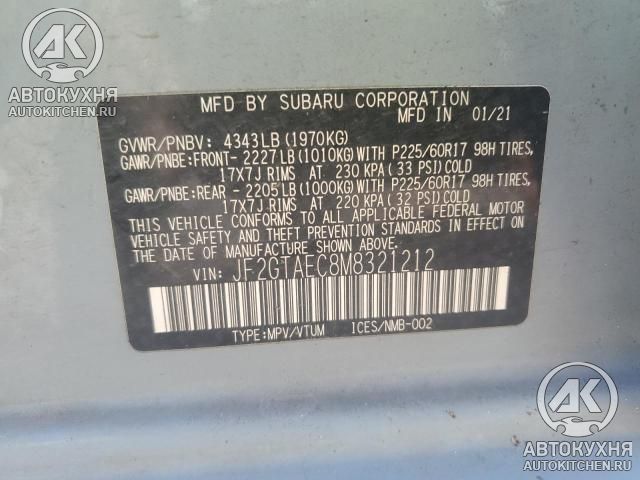 AK
АВТОКУХНЯ
AUTOKITCHEN.RU
MFD BY SUBARU CORPORATION
MFD IN 01/21
GVWR/PNBV: 4343LB(1970KG)
GAWR/PNBE:FRONT- 2227LB(1010KG)WITH P225/60R17 98H TIRES,
17X7J RIMS AT 230 KPA (33 PSI)COLD
GAWR/PNBE:REAR - 2205LB(1000KG)WITH P225/60R17 98H TIRES,
17X7J RIMS AT 220 KPA (32 PSI)COLD
THIS VEHICLE CONFORMS TO ALL APPLICABLE FEDERAL MOTOR
VEHICLE SAFETY AND THEFT PREVENTION STANDARDS IN EFFECT ON
THE DATE OF MANUFACTURE SHOWN ABOVE.
VIN: JF2GTAEC8M8321212
TYPE:MPV/VTUM ICES/NMB-002
AK
АВТОКУХНЯ
AUTOKITCHEN.RU